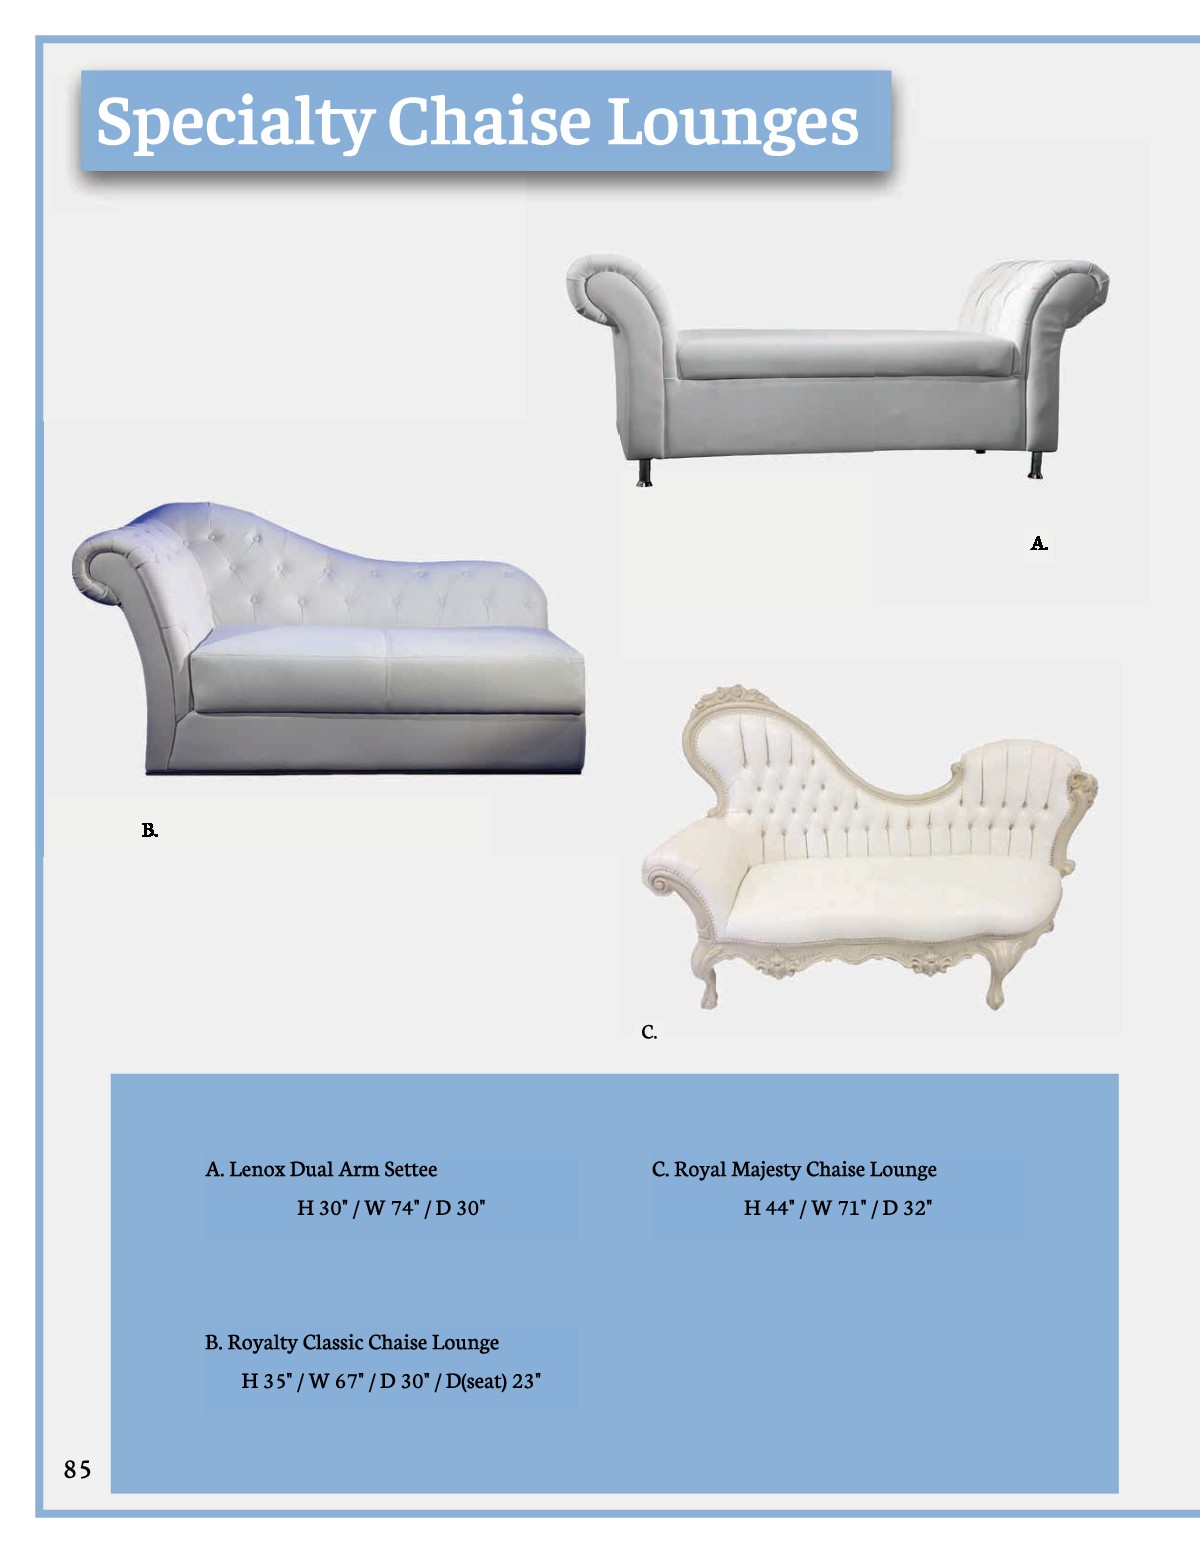 Specialty Chaise Lounges
A.
B.
C.
A. Lenox Dual Arm Settee
H 30" / W 74" / D 30"
C. Royal Majesty Chaise Lounge
H 44" / W 71" / D 32"
B. Royalty Classic Chaise Lounge
H 35" / W 67" / D 30" / D(seat) 23"
85